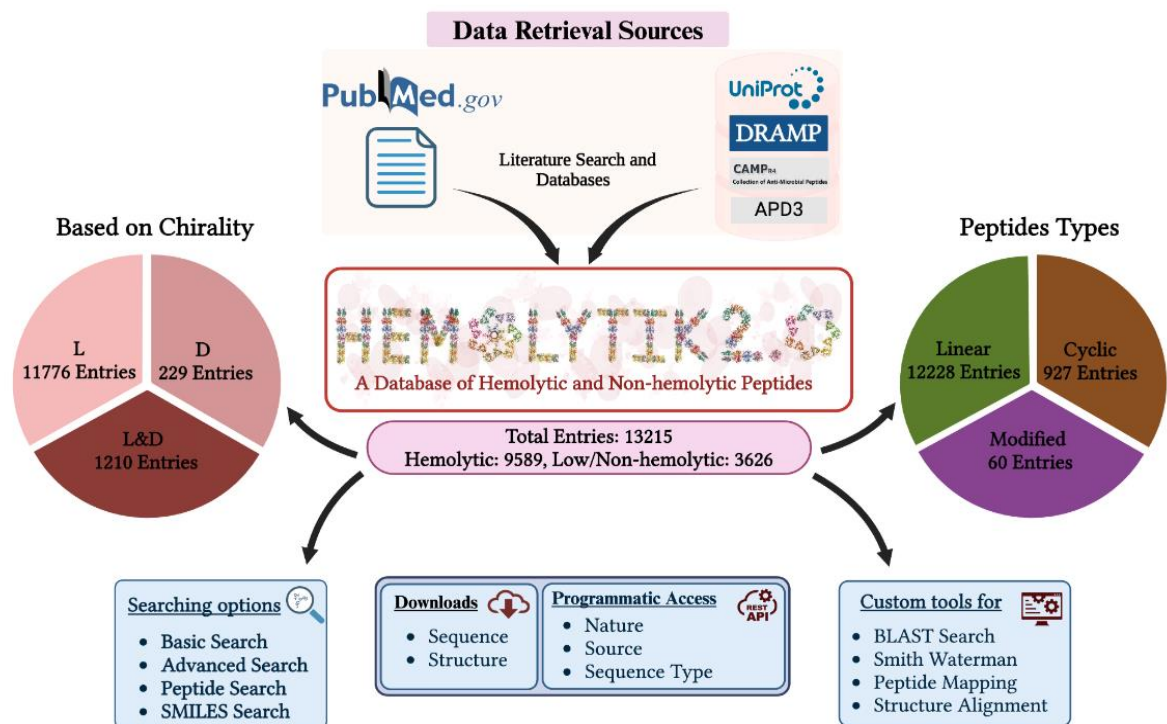 Data Retrieval Sources
PubMed.gov
UniProt
DRAMP
CAMPR4
Collection of Anti-Microbial Peptides
APD3
Literature Search and
Databases
Based on Chirality
L
11776 Entries
D
229 Entries
L&D
1210 Entries
HEMOLYTIK2.0
A Database of Hemolytic and Non-hemolytic Peptides
Total Entries: 13215
Hemolytic: 9589, Low/Non-hemolytic: 3626
Peptides Types
Linear
12228 Entries
Cyclic
927 Entries
Modified
60 Entries
Searching options
• Basic Search
• Advanced Search
• Peptide Search
• SMILES Search
Downloads
• Sequence
• Structure
Programmatic Access
REST
API
• Nature
• Source
• Sequence Type
Custom tools for
• BLAST Search
• Smith Waterman
• Peptide Mapping
• Structure Alignment